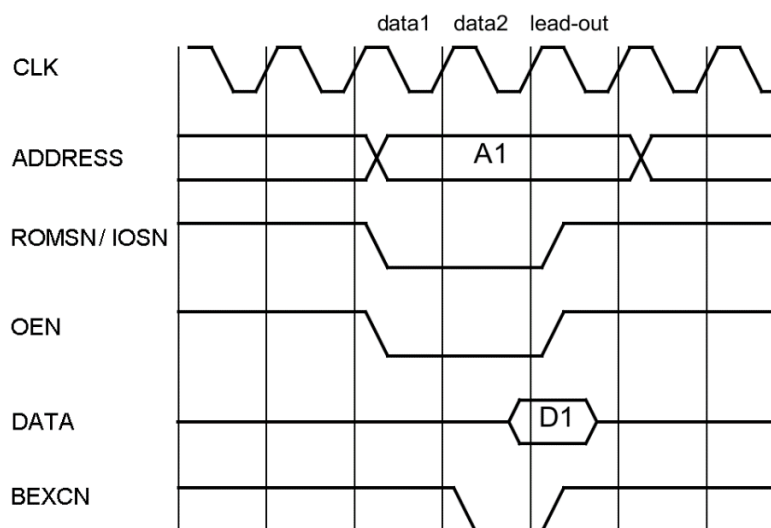 data1 data2 lead-out
CLK
ADDRESS A1
ROMSN/ IOSN
OEN
DATA D1
BEXCN